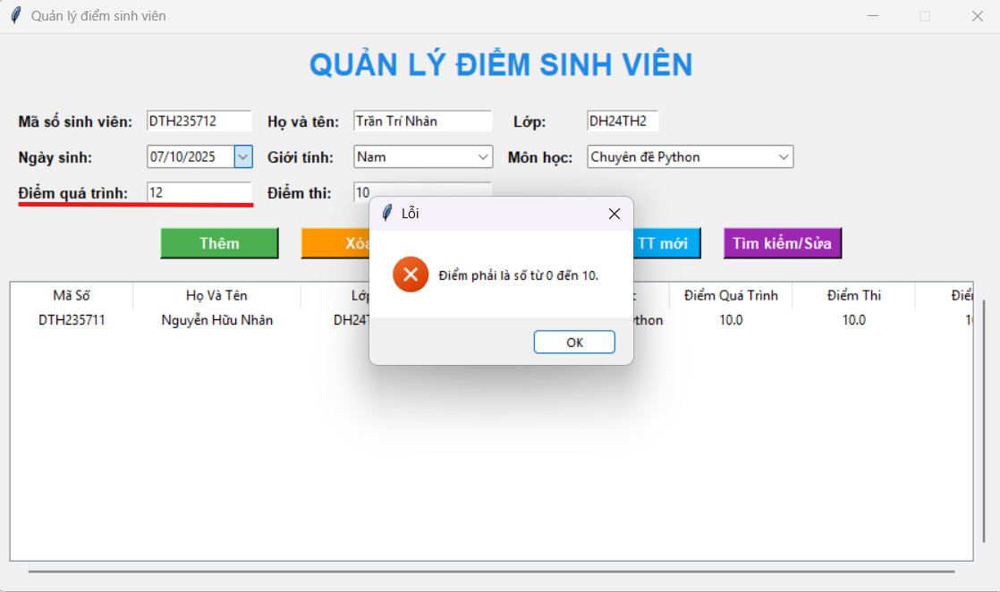 Quản lý điểm sinh viên
QUẢN LÝ ĐIỂM SINH VIÊN
Mã số sinh viên: DTH235712 Họ và tên: Trần Trí Nhân Lớp: DH24TH2
Ngày sinh: 07/10/2025 Giới tính: Nam Môn học: Chuyên đề Python
Điểm quá trình: 12 Điểm thi: 10
Lỗi
Điểm phải là số từ 0 đến 10.
OK
Thêm Xóa TT mới Tìm kiếm/Sửa
Mã Số Họ Và Tên Lớp Điểm Quá Trình Điểm Thi
DTH235711 Nguyễn Hữu Nhân DH24T 10.0 10.0